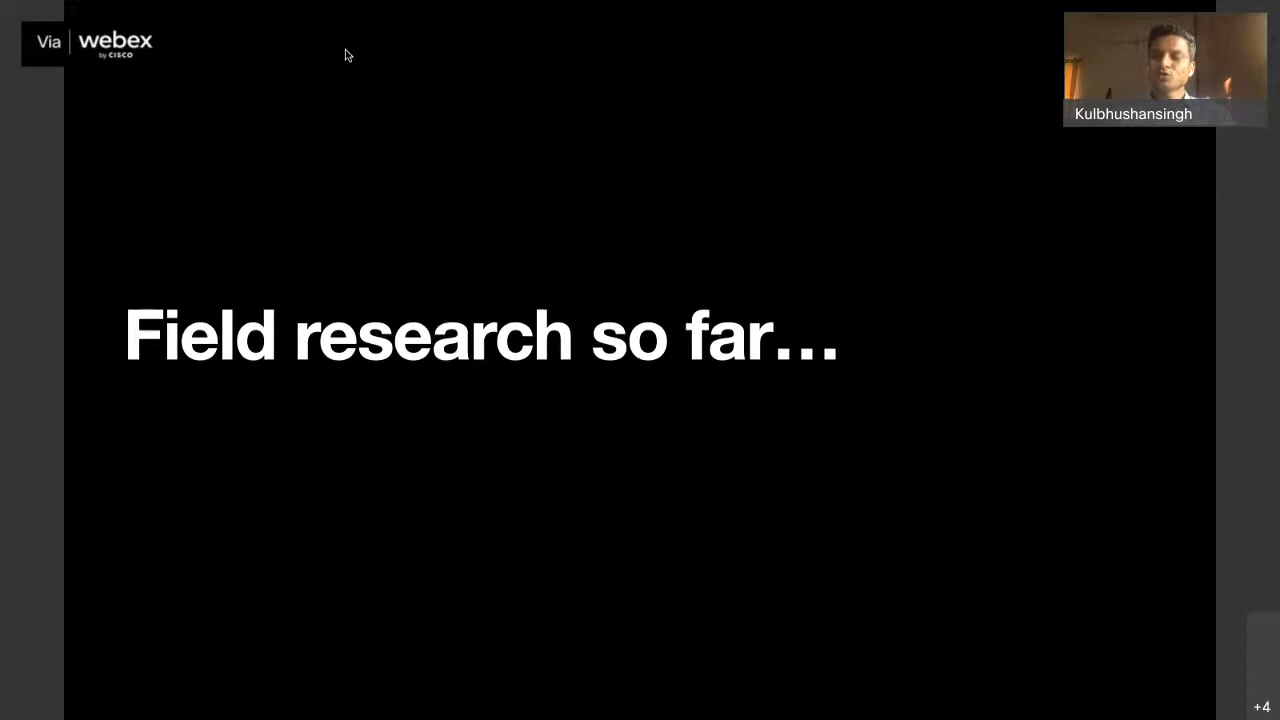 Via webex
by CISCO
Kulbhushansingh
Field research so far…
+4